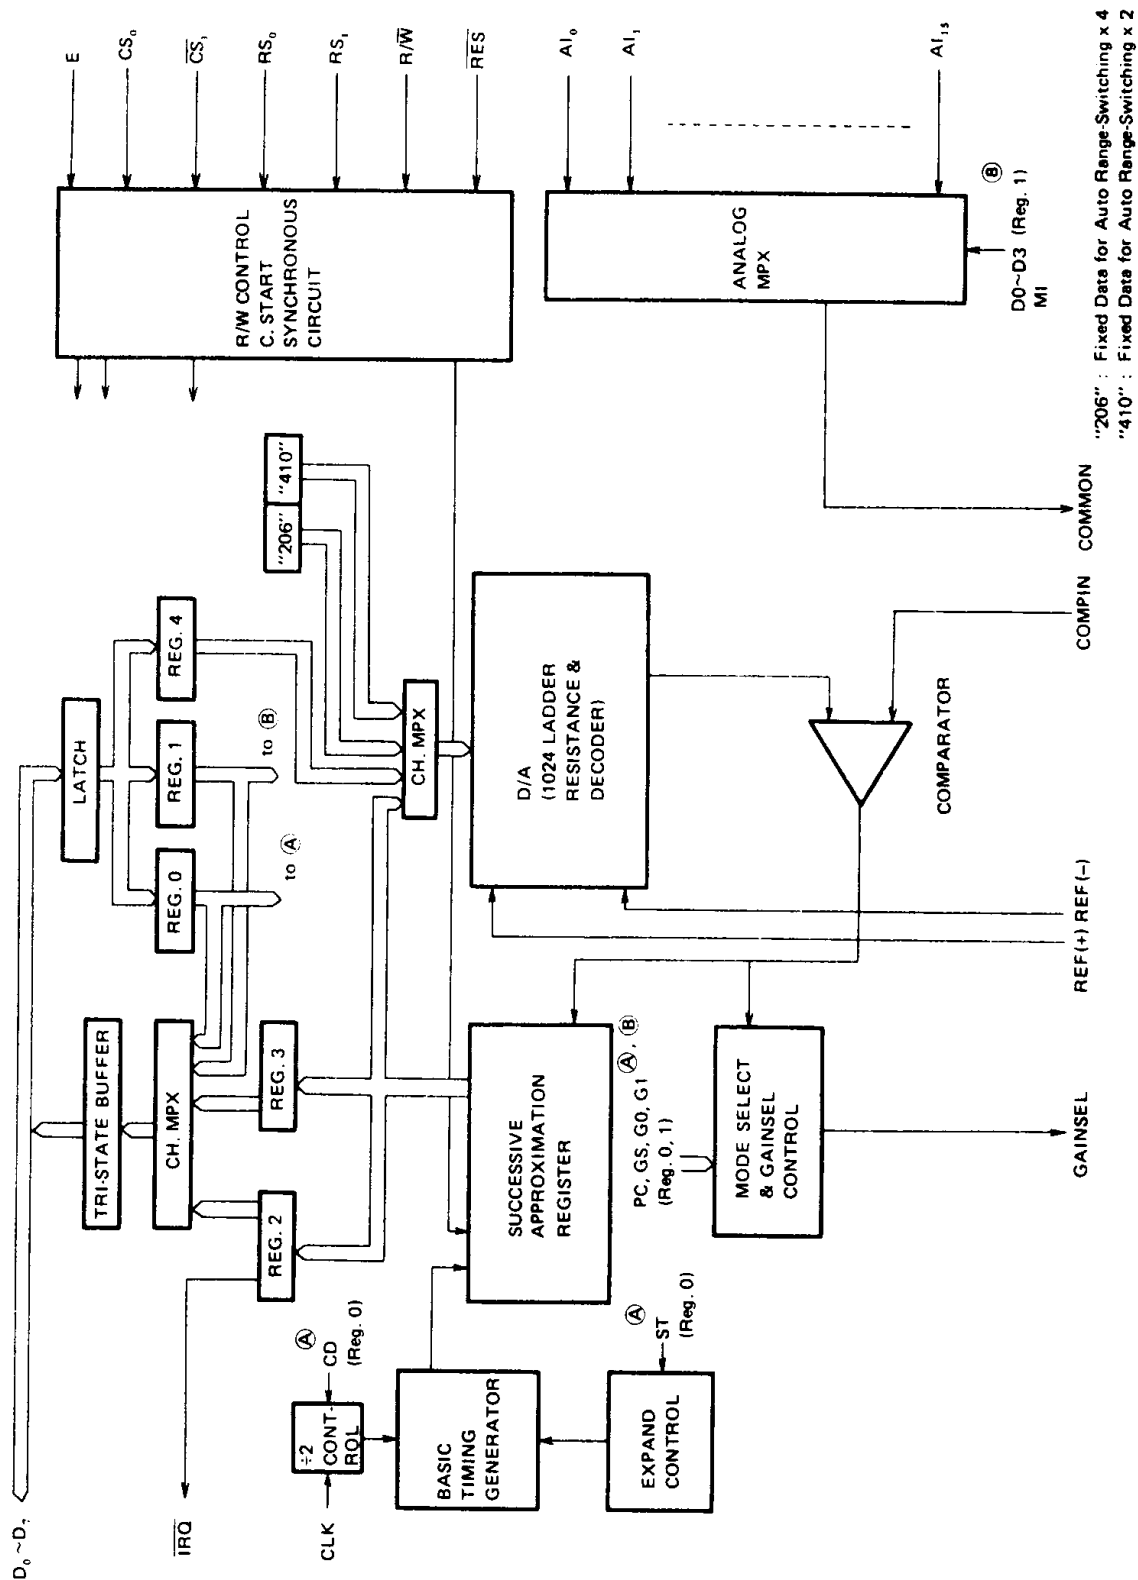 D₀~D₇
IRQ
CLK
÷2
CONT-
ROL
Ⓐ
CD
(Reg. 0)
BASIC
TIMING
GENERATOR
EXPAND
CONTROL
Ⓐ
ST
(Reg. 0)
TRI-STATE BUFFER
CH. MPX
REG. 2
REG. 3
SUCCESSIVE
APPROXIMATION
REGISTER
PC, GS, G0, G1
(Reg. 0, 1)
Ⓐ, Ⓑ
MODE SELECT
& GAINSEL
CONTROL
GAINSEL
LATCH
REG. 0
REG. 1
REG. 4
to Ⓐ
to Ⓑ
"206"
"410"
CH. MPX
D/A
(1024 LADDER
RESISTANCE &
DECODER)
COMPARATOR
REF(+) REF(−)
COMPIN
COMMON
R/W CONTROL
C. START
SYNCHRONOUS
CIRCUIT
E
CS₀
CS₁
RS₀
RS₁
R/W
RES
ANALOG
MPX
AI₀
AI₁
AI₁₅
D0~D3 (Reg. 1)
MI
Ⓑ
"206" : Fixed Data for Auto Range-Switching x 4
"410" : Fixed Data for Auto Range-Switching x 2